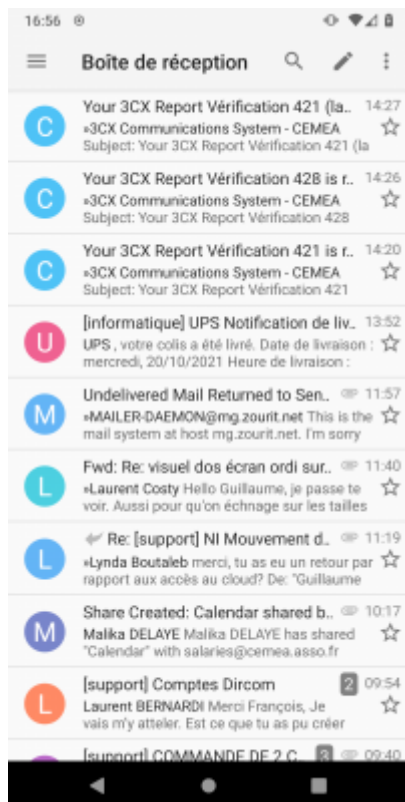 16:56
Boîte de réception
Your 3CX Report Vérification 421 (la.. 14:27
»3CX Communications System - CEMEA
Subject: Your 3CX Report Vérification 421 (la
C
Your 3CX Report Vérification 428 is r.. 14:26
»3CX Communications System - CEMEA
Subject: Your 3CX Report Vérification 428
C
Your 3CX Report Vérification 421 is r.. 14:20
»3CX Communications System - CEMEA
Subject: Your 3CX Report Vérification 421
C
[informatique] UPS Notification de liv.. 13:52
UPS , votre colis a été livré. Date de livraison :
mercredi, 20/10/2021 Heure de livraison :
U
Undelivered Mail Returned to Sen.. 11:57
»MAILER-DAEMON@mg.zourit.net This is the
mail system at host mg.zourit.net. I'm sorry
M
Fwd: Re: visuel dos écran ordi sur.. 11:40
»Laurent Costy Hello Guillaume, je passe te
voir. Aussi pour qu'on échnage sur les tailles
L
Re: [support] NI Mouvement d.. 11:19
»Lynda Boutaleb merci, tu as eu un retour par
rapport aux accès au cloud? De: "Guillaume
L
Share Created: Calendar shared b.. 10:17
Malika DELAYE Malika DELAYE has shared
"Calendar" with salaries@cemea.asso.fr
M
[support] Comptes Dircom 2 09:54
Laurent BERNARDI Merci François, Je
vais m'y atteler. Est ce que tu as pu créer
L
[support] COMMANDE DE 2 C.. 3 09:40